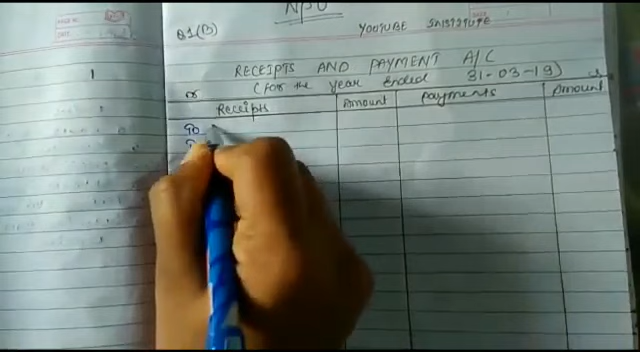 NPO
Q1(B)
YOUTUBE
RECEIPTS AND PAYMENT A/C
(For the year Ended 31-03-19)
Dr Cr
Receipts Amount Payments Amount
To